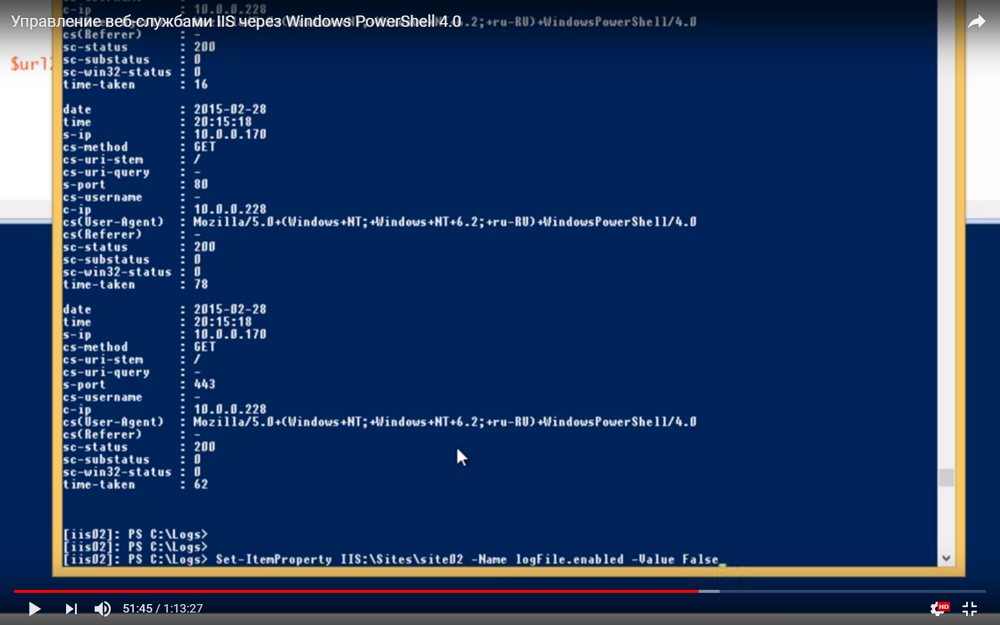 c-ip : 10.0.0.228
Управление веб-службами IIS через Windows PowerShell 4.0
.2;+ru-RU)+WindowsPowerShell/4.0
cs(Referer) : -
sc-status : 200
$url
sc-substatus : 0
sc-win32-status : 0
time-taken : 16
date : 2015-02-28
time : 20:15:18
s-ip : 10.0.0.170
cs-method : GET
cs-uri-stem : /
cs-uri-query : -
s-port : 80
cs-username : -
c-ip : 10.0.0.228
cs(User-Agent) : Mozilla/5.0+(Windows+NT;+Windows+NT+6.2;+ru-RU)+WindowsPowerShell/4.0
cs(Referer) : -
sc-status : 200
sc-substatus : 0
sc-win32-status : 0
time-taken : 78
date : 2015-02-28
time : 20:15:18
s-ip : 10.0.0.170
cs-method : GET
cs-uri-stem : /
cs-uri-query : -
s-port : 443
cs-username : -
c-ip : 10.0.0.228
cs(User-Agent) : Mozilla/5.0+(Windows+NT;+Windows+NT+6.2;+ru-RU)+WindowsPowerShell/4.0
cs(Referer) : -
sc-status : 200
sc-substatus : 0
sc-win32-status : 0
time-taken : 62
[iis02]: PS C:\Logs>
[iis02]: PS C:\Logs>
[iis02]: PS C:\Logs> Set-ItemProperty IIS:\Sites\site02 -Name logFile.enabled -Value False_
51:45 / 1:13:27
HD